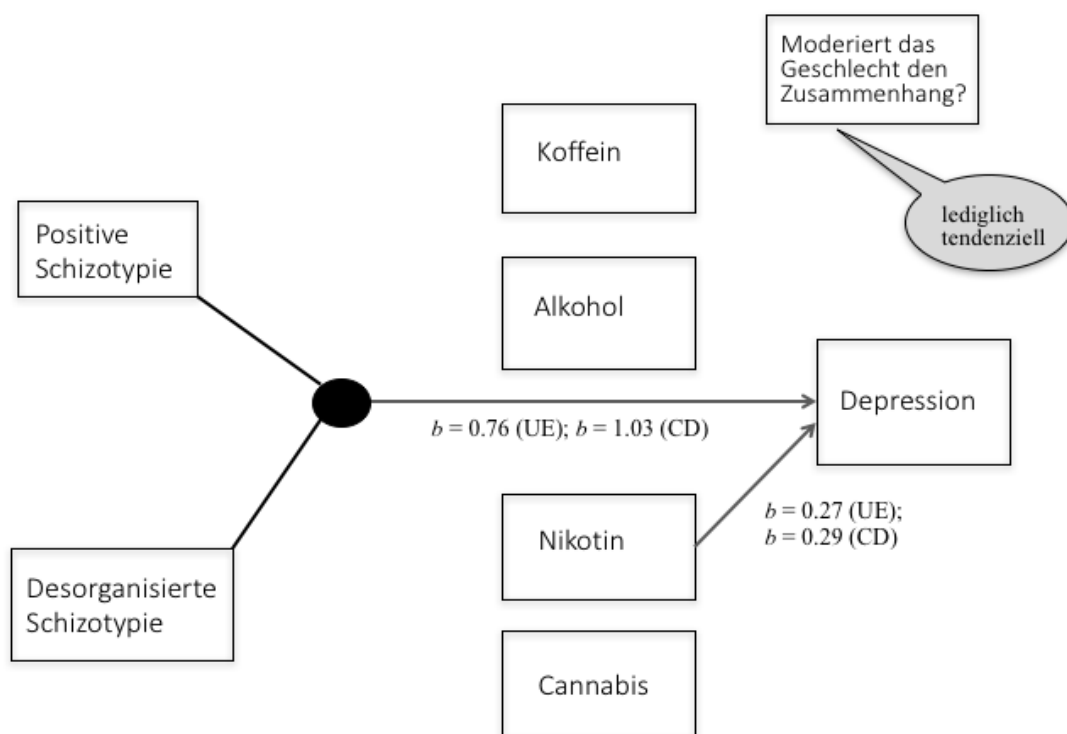 Moderiert das
Geschlecht den
Zusammenhang?
lediglich
tendenziell
Koffein
Positive
Schizotypie
Alkohol
Depression
b = 0.76 (UE); b = 1.03 (CD)
b = 0.27 (UE);
b = 0.29 (CD)
Nikotin
Desorganisierte
Schizotypie
Cannabis